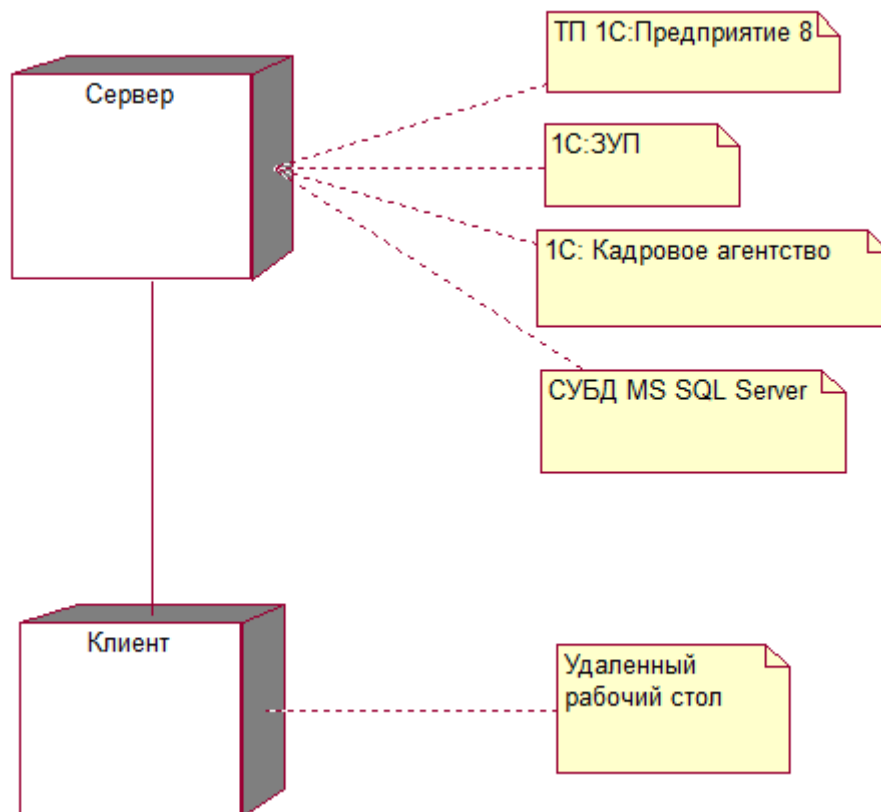 ТП 1С:Предприятие 8
Сервер
1С:ЗУП
1С: Кадровое агентство
СУБД MS SQL Server
Клиент
Удаленный
рабочий стол